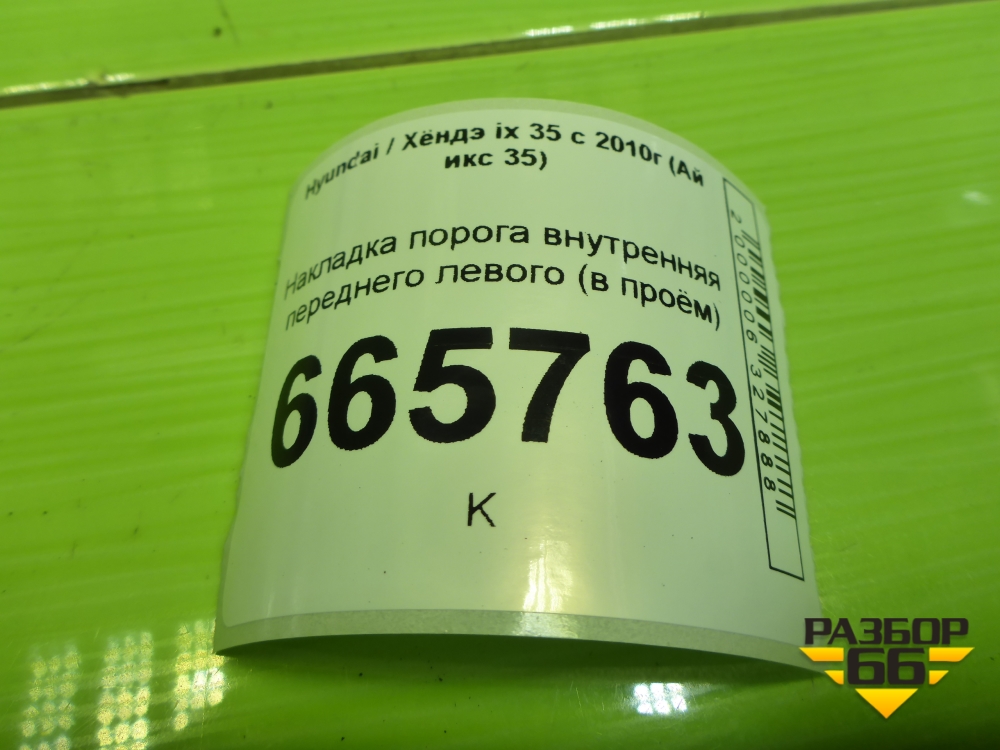 Hyundai / Хёндэ ix 35 с 2010г (Ай
икс 35)
Накладка порога внутренняя
переднего левого (в проём)
665763
К
2000006327888
РАЗБОР
66